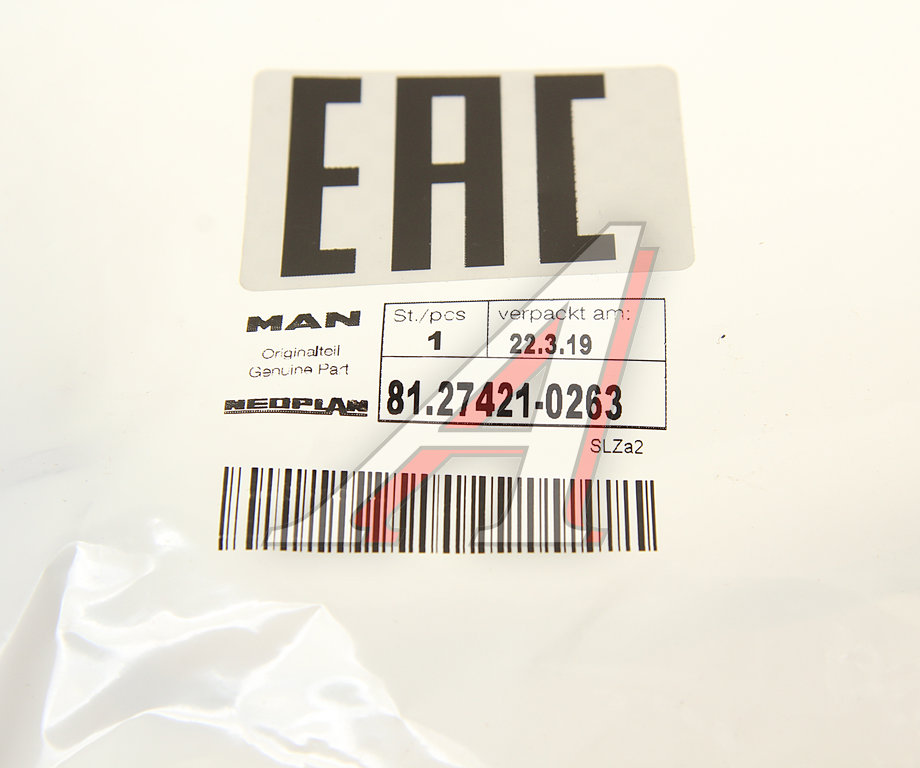 EAC
MAN
Originalteil
Genuine Part
NEOPLAN
St./pcs
1
verpackt am:
22.3.19
81.27421-0263
SLZa2